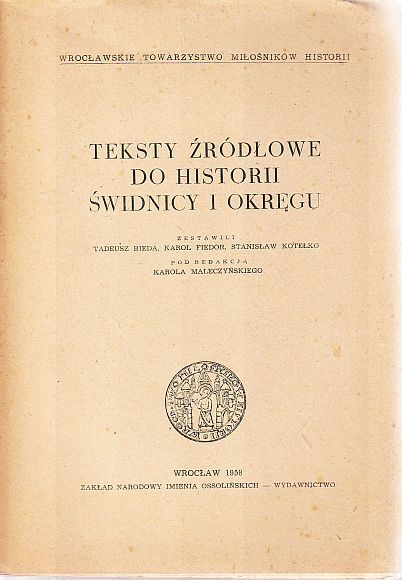 WROCŁAWSKIE TOWARZYSTWO MIŁOŚNIKÓW HISTORII
TEKSTY ŹRÓDŁOWE
DO HISTORII
ŚWIDNICY I OKRĘGU
ZESTAWILI
TADEUSZ BIEDA, KAROL FIEDOR, STANISŁAW KOTEŁKO
POD REDAKCJĄ
KAROLA MALECZYŃSKIEGO
WROCŁAW 1958
ZAKŁAD NARODOWY IMIENIA OSSOLIŃSKICH — WYDAWNICTWO